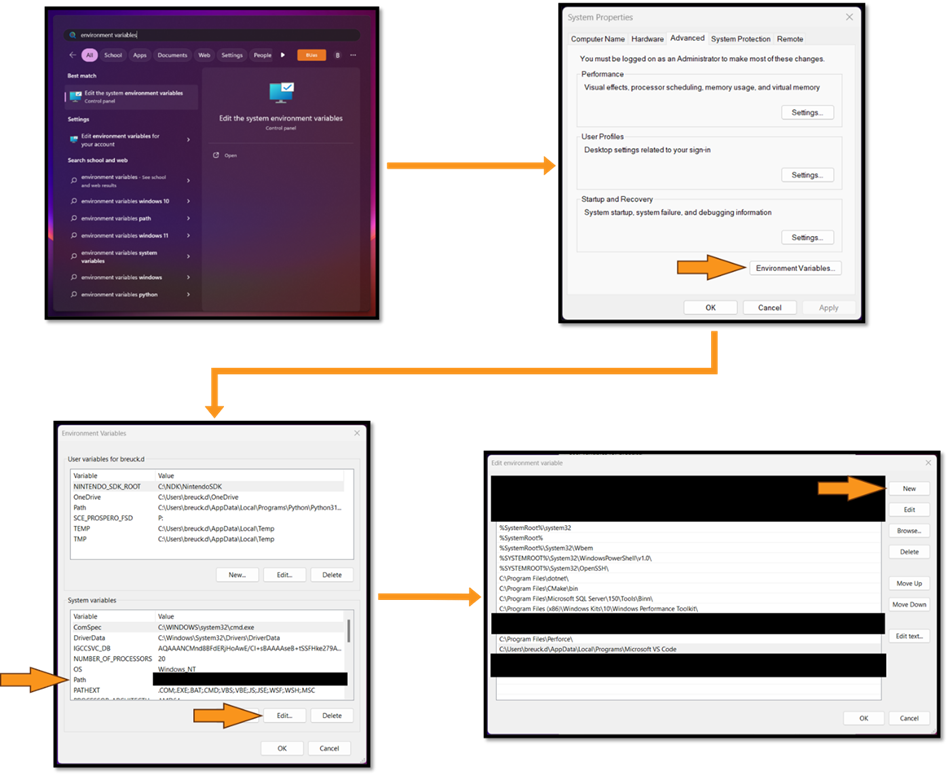 environment variables
All School Apps Documents Web Settings People
Best match
Edit the system environment variables
Control panel
Settings
Edit environment variables for
your account
Search school and web
environment variables - See school
and web results
environment variables windows 10
environment variables path
environment variables windows 11
environment variables system
variables
environment variables windows
environment variables python
Edit the system environment variables
Control panel
Open
System Properties
Computer Name Hardware Advanced System Protection Remote
You must be logged on as an Administrator to make most of these changes.
Performance
Visual effects, processor scheduling, memory usage, and virtual memory
Settings...
User Profiles
Desktop settings related to your sign-in
Settings...
Startup and Recovery
System startup, system failure, and debugging information
Settings...
Environment Variables...
OK Cancel Apply
Environment Variables
User variables for breuck.d
Variable Value
NINTENDO_SDK_ROOT C:\NDK\NintendoSDK
OneDrive C:\Users\breuck.d\OneDrive
Path C:\Users\breuck.d\AppData\Local\Programs\Python\Python31...
SCE_PROSPERO_FSD P:
TEMP C:\Users\breuck.d\AppData\Local\Temp
TMP C:\Users\breuck.d\AppData\Local\Temp
New... Edit... Delete
System variables
Variable Value
ComSpec C:\WINDOWS\system32\cmd.exe
DriverData C:\Windows\System32\Drivers\DriverData
IGCCSVC_DB
NUMBER_OF_PROCESSORS 20
OS Windows_NT
Path
PATHEXT .COM;.EXE;.BAT;.CMD;.VBS;.VBE;.JS;.JSE;.WSF;.WSH;.MSC
Edit... Delete
OK Cancel
Edit environment variable
New
Edit
%SystemRoot%\system32
Browse...
%SystemRoot%
%SystemRoot%\System32\Wbem
Delete
%SYSTEMROOT%\System32\WindowsPowerShell\v1.0\
%SYSTEMROOT%\System32\OpenSSH\
C:\Program Files\dotnet\
Move Up
C:\Program Files\CMake\bin
C:\Program Files\Microsoft SQL Server\150\Tools\Binn\
Move Down
C:\Program Files (x86)\Windows Kits\10\Windows Performance Toolkit\
Edit text...
C:\Program Files\Perforce\
C:\Users\breuck.d\AppData\Local\Programs\Microsoft VS Code
OK Cancel